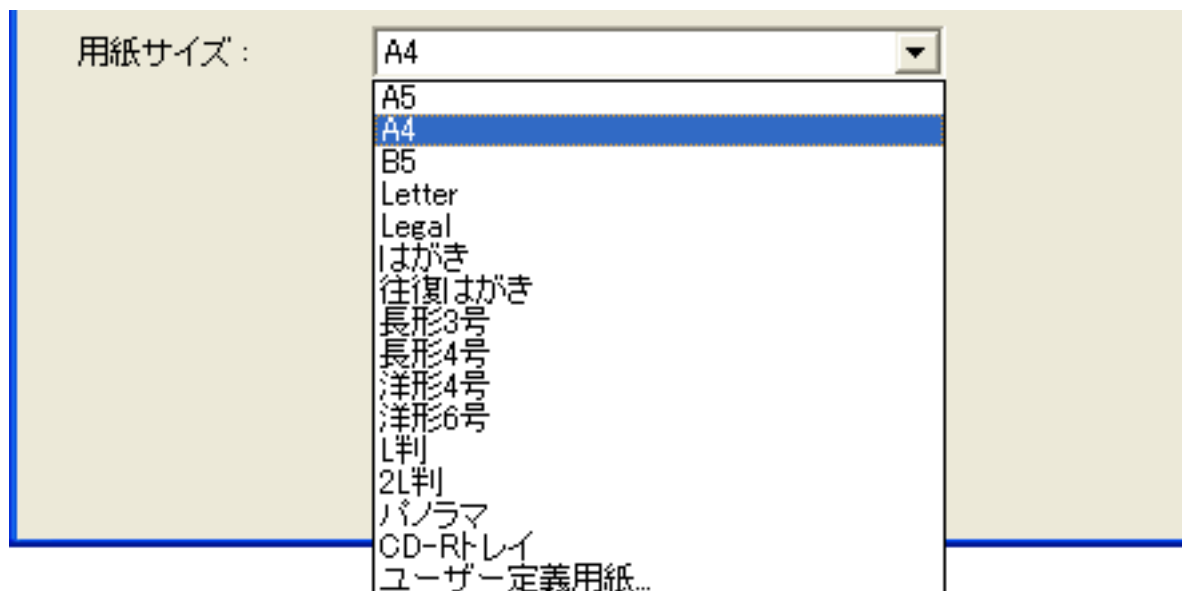 用紙サイズ： A4
A5
A4
B5
Letter
Legal
はがき
往復はがき
長形3号
長形4号
洋形4号
洋形6号
L判
2L判
パノラマ
CD-Rトレイ
ユーザー定義用紙...